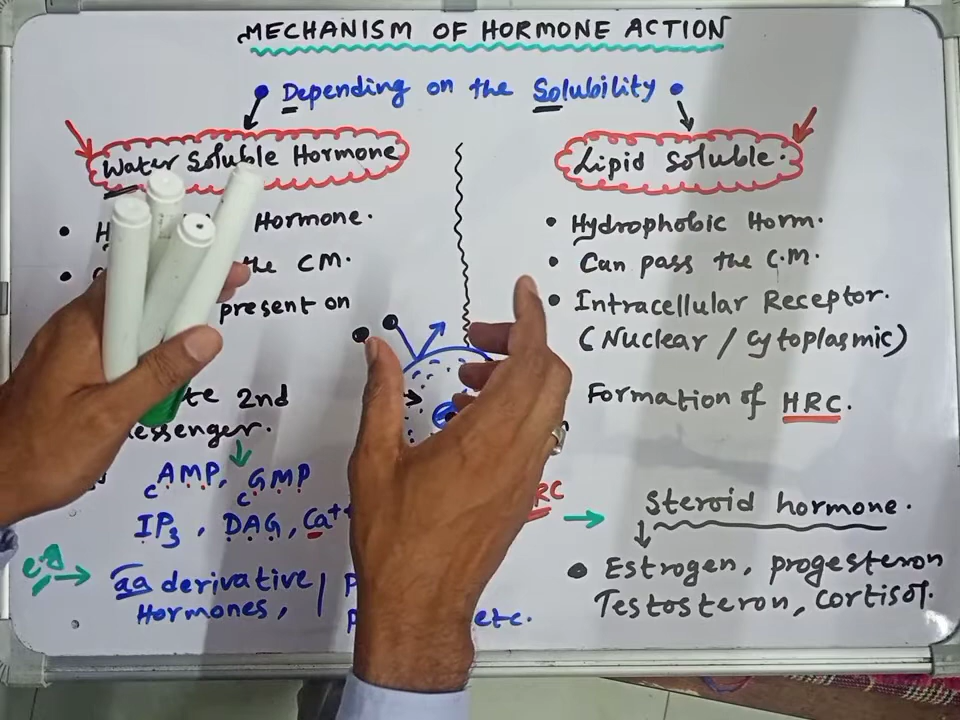 MECHANISM OF HORMONE ACTION
Depending on the Solubility
Water Soluble Hormone
Hormone.
the CM.
present on
2nd
cAMP, cGMP
IP3, DAG, Ca++
e.g → aa derivative
Hormones,
etc.
Lipid Soluble.
• Hydrophobic Horm.
• Can pass the C.M.
• Intracellular Receptor.
(Nuclear / Cytoplasmic)
Formation of HRC.
→ Steroid hormone.
• Estrogen, progesteron
Testosteron, Cortisol.